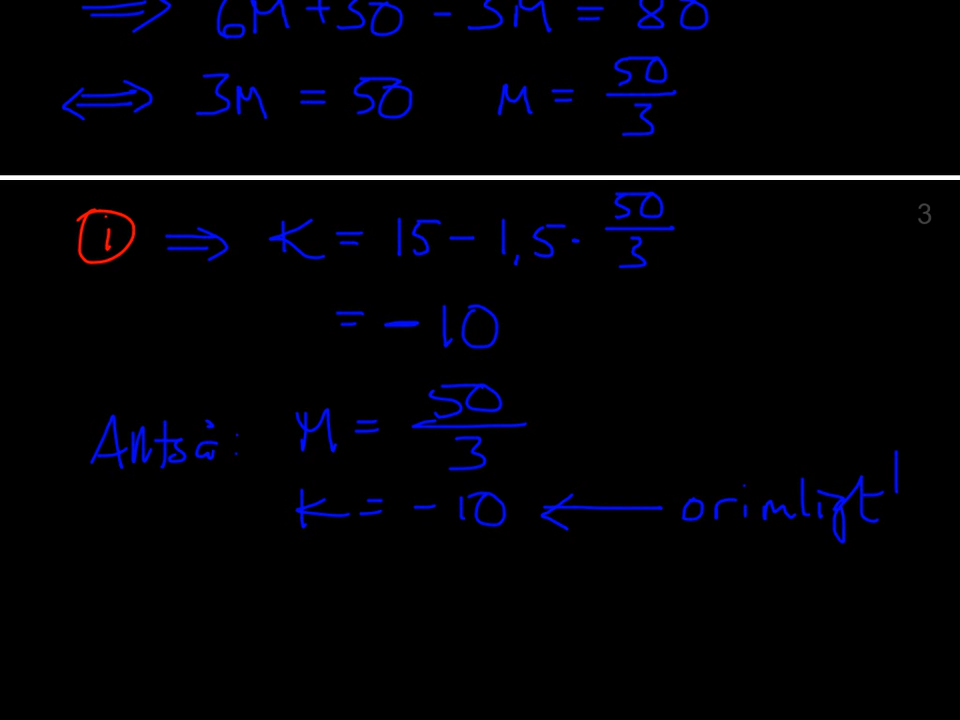 ⟹ 6M+30 - 3M = 80
⟺ 3M = 50 M = 50/3
3
i ⟹ K = 15 - 1,5 · 50/3
= -10
Alltså: M = 50/3
K = -10 ⟵ orimligt!